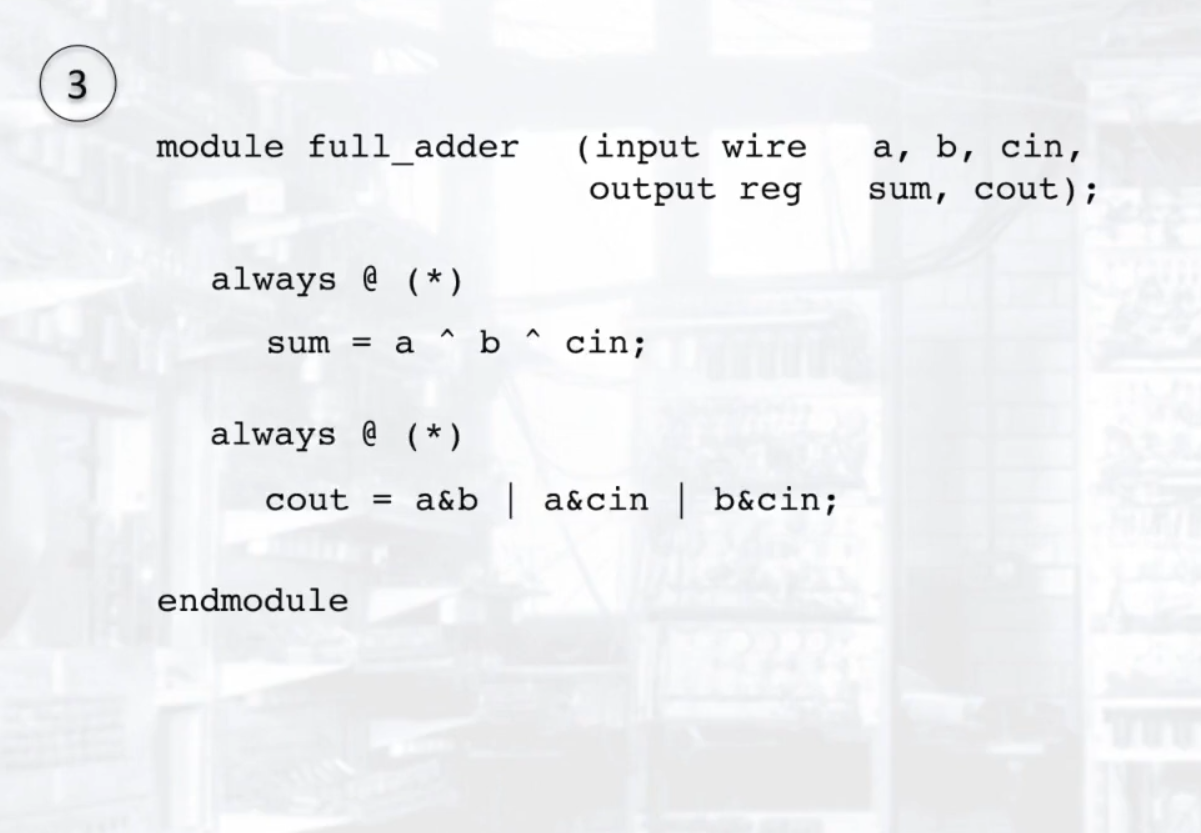 3
module full_adder (input wire a, b, cin,
output reg sum, cout);
always @ (*)
sum = a ^ b ^ cin;
always @ (*)
cout = a&b | a&cin | b&cin;
endmodule